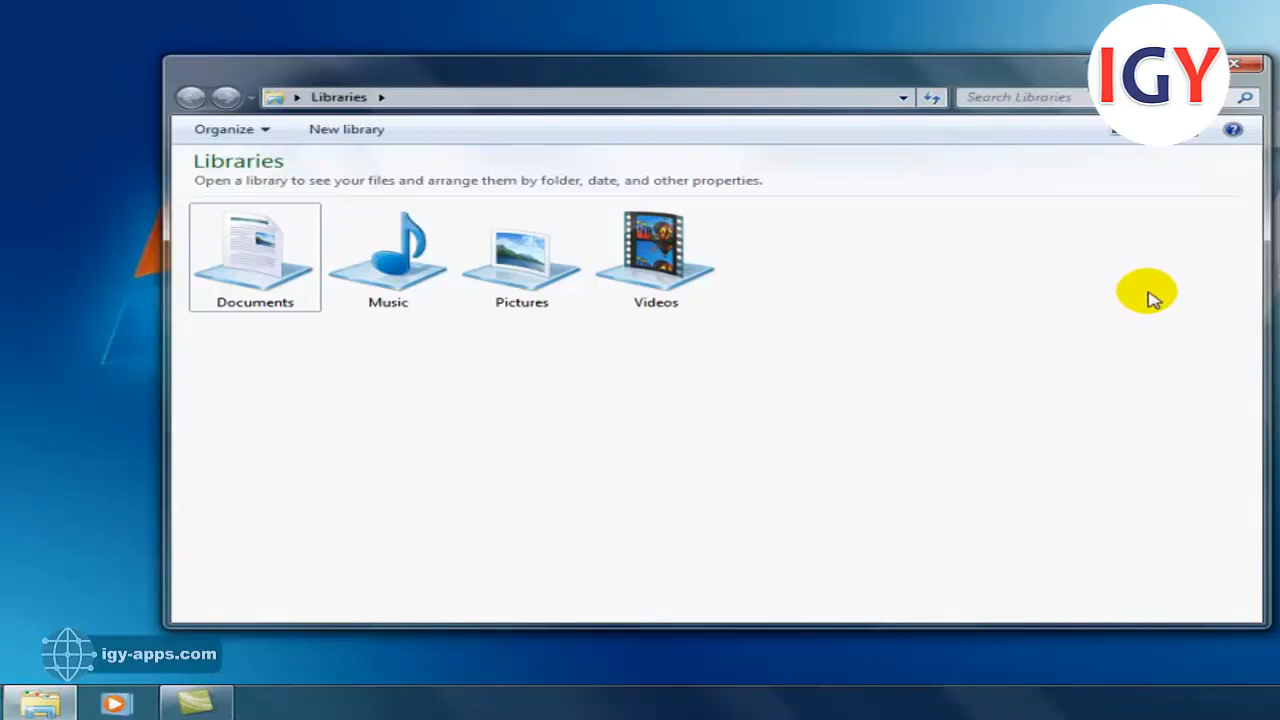 IGY
Libraries
Search Libraries
Organize
New library
Libraries
Open a library to see your files and arrange them by folder, date, and other properties.
Documents
Music
Pictures
Videos
igy-apps.com